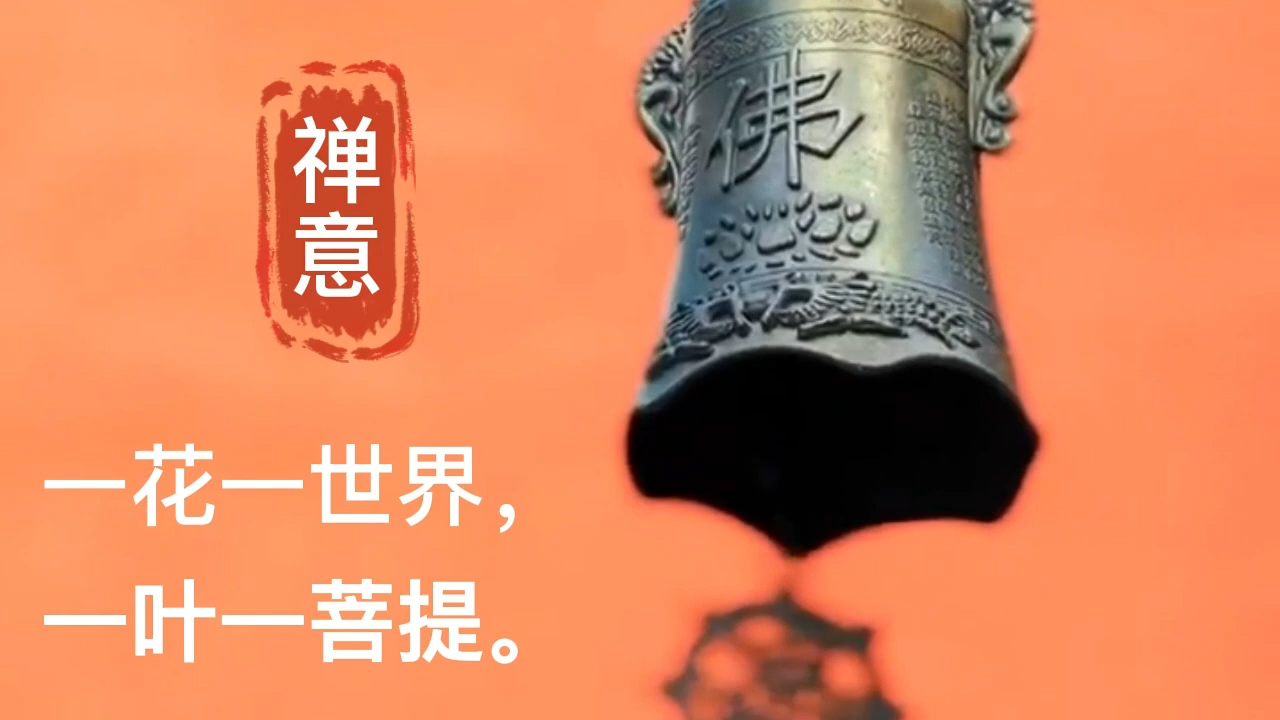 禅意
佛
一花一世界，
一叶一菩提。